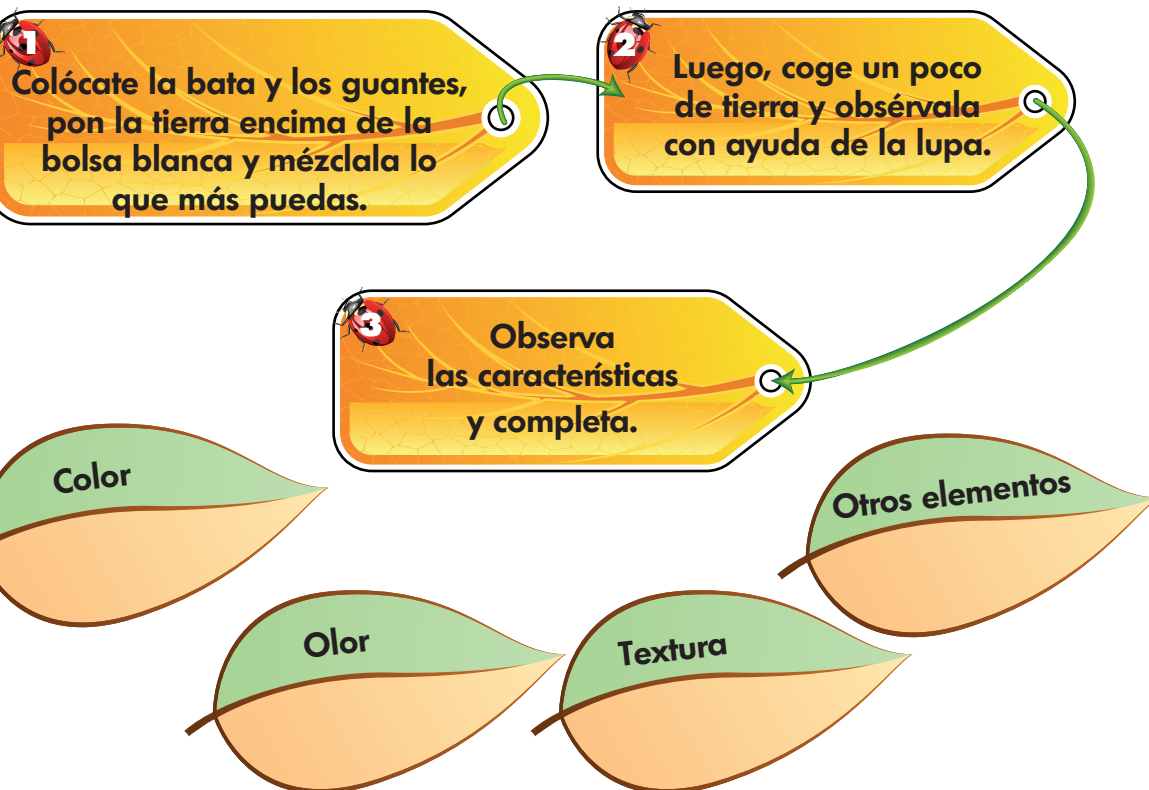 1
Colócate la bata y los guantes,
pon la tierra encima de la
bolsa blanca y mézclala lo
que más puedas.
2
Luego, coge un poco
de tierra y obsérvala
con ayuda de la lupa.
3
Observa
las características
y completa.
Color
Otros elementos
Olor
Textura